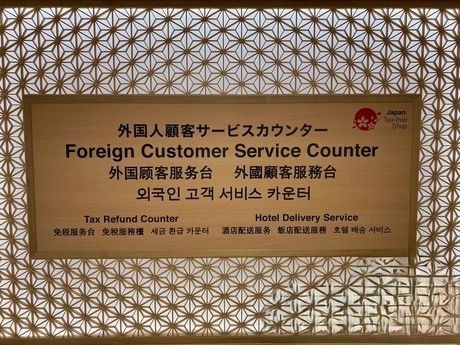 Japan.
Tax-free
Shop
外国人顧客サービスカウンター
Foreign Customer Service Counter
外国顾客服务台 外國顧客服務台
외국인 고객 서비스 카운터
Tax Refund Counter Hotel Delivery Service
免税服务台 免稅服務檯 세금 환급 카운터 酒店配送服务 飯店配送服務 호텔 배송 서비스